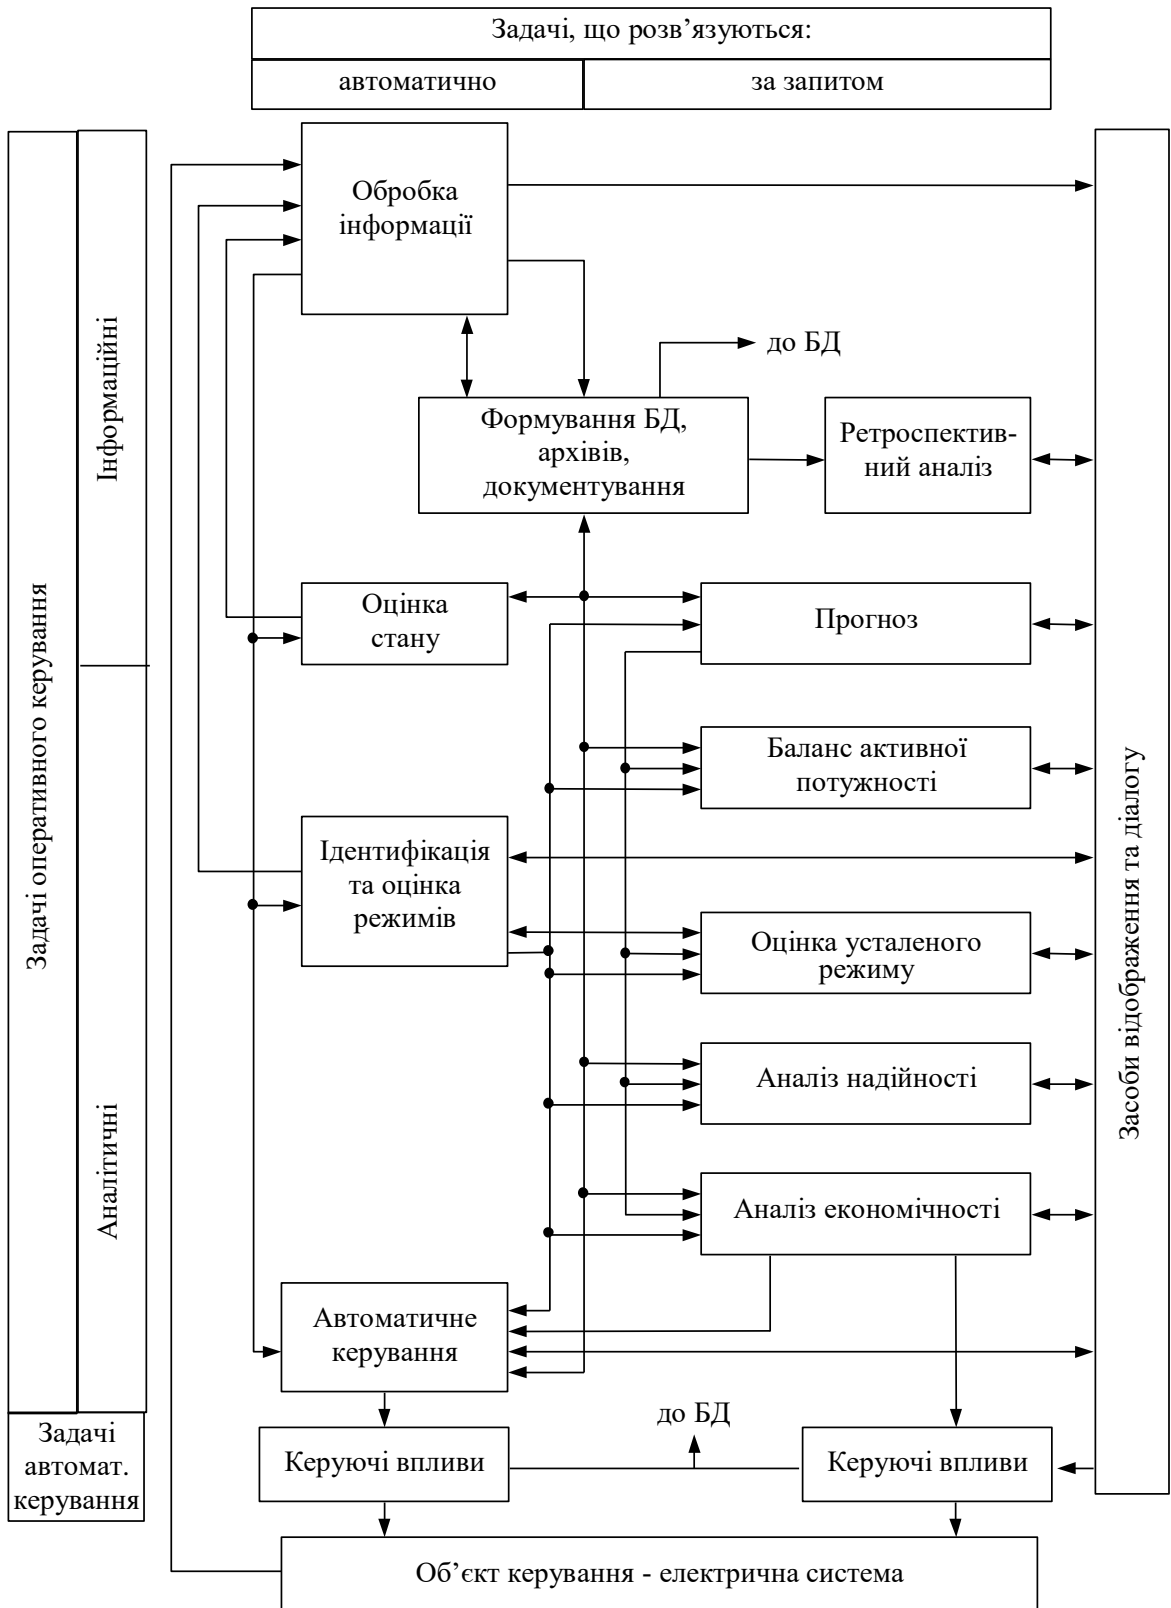 Задачі, що розв’язуються:
автоматично
за запитом
Задачі оперативного керування
Інформаційні
Аналітичні
Обробка
інформації
до БД
Формування БД,
архівів,
документування
Ретроспектив-
ний аналіз
Оцінка
стану
Прогноз
Баланс активної
потужності
Ідентифікація
та оцінка
режимів
Оцінка усталеного
режиму
Аналіз надійності
Аналіз економічності
Засоби відображення та діалогу
Автоматичне
керування
Задачі
автомат.
керування
до БД
Керуючі впливи
Керуючі впливи
Об’єкт керування - електрична система